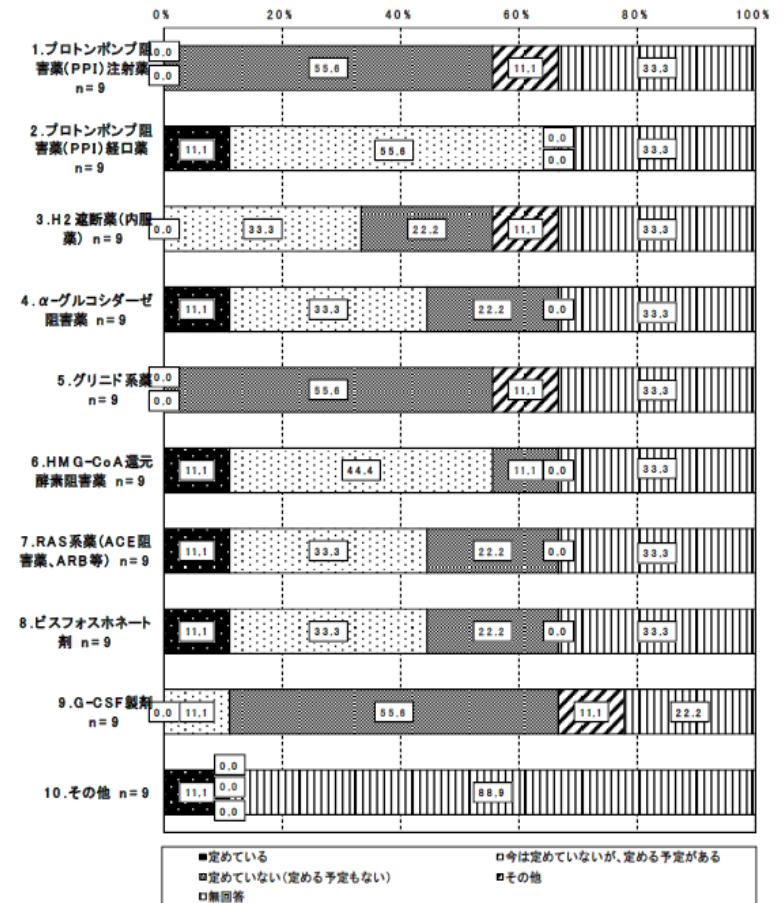 0% 20% 40% 60% 80% 100%
1.プロトンポンプ阻
害薬(PPI)注射薬
n=9
0.0
0.0
55.6
11.1
33.3
2.プロトンポンプ阻
害薬(PPI)経口薬
n=9
11.1
55.6
0.0
0.0
33.3
3.H2遮断薬(内服
薬) n=9
0.0
33.3
22.2
11.1
33.3
4.α-グルコシダーゼ
阻害薬 n=9
11.1
33.3
22.2
0.0
33.3
5.グリニド系薬
n=9
0.0
0.0
55.6
11.1
33.3
6.HMG-CoA還元
酵素阻害薬 n=9
11.1
44.4
11.1
0.0
33.3
7.RAS系薬(ACE阻
害薬、ARB等) n=9
11.1
33.3
22.2
0.0
33.3
8.ビスフォスホネート
剤 n=9
11.1
33.3
22.2
0.0
33.3
9.G-CSF製剤
n=9
0.0
11.1
55.6
11.1
22.2
10.その他 n=9
11.1
0.0
0.0
0.0
88.9
定めている
今は定めていないが、定める予定がある
定めていない(定める予定もない)
その他
無回答